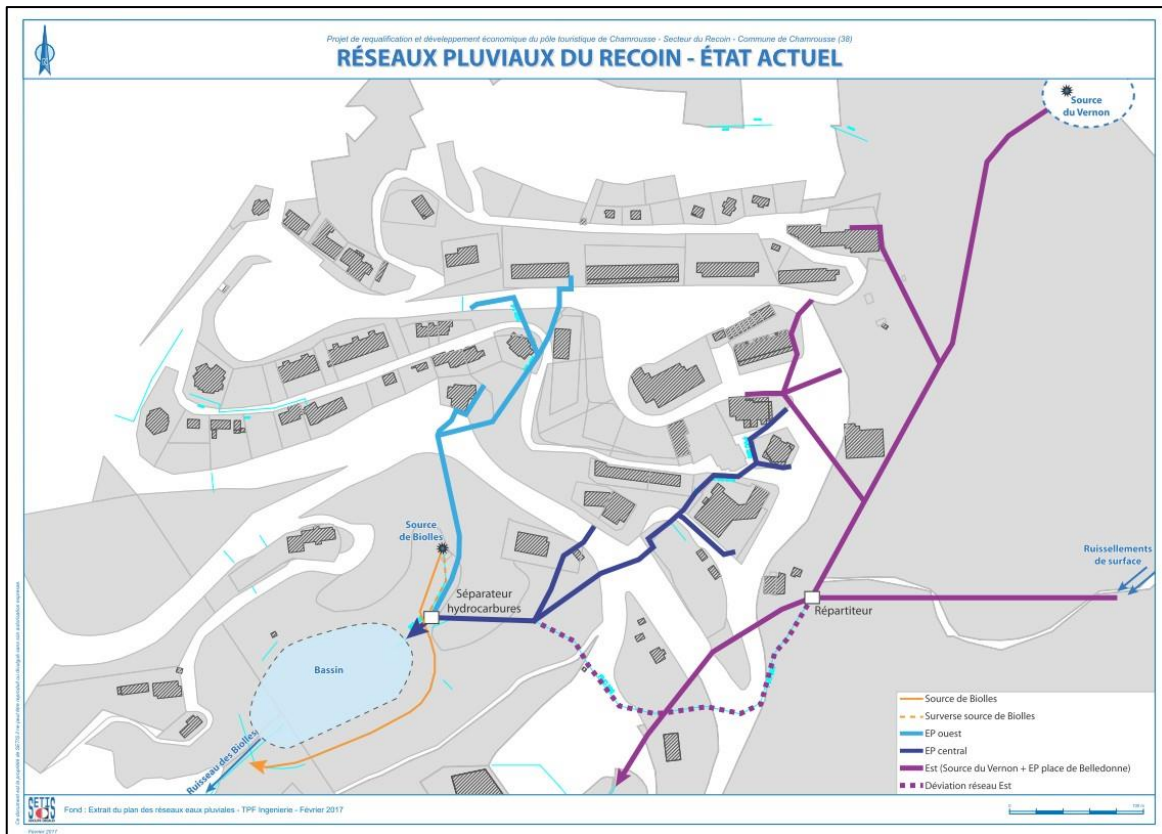 Projet de requalification et développement économique du pôle touristique de Chamrousse - Secteur du Recoin - Commune de Chamrousse (38)
RÉSEAUX PLUVIAUX DU RECOIN - ÉTAT ACTUEL
Source
du Vernon
Source
de Biolles
Séparateur
hydrocarbures
Ruissellements
de surface
Répartiteur
Bassin
Ruisseau des Biolles
Source de Biolles
Surverse source de Biolles
EP ouest
EP central
Est (Source du Vernon + EP place de Belledonne)
Déviation réseau Est
SETIS
Fond : Extrait du plan des réseaux eaux pluviales - TPF Ingenierie - Février 2017
Février 2017